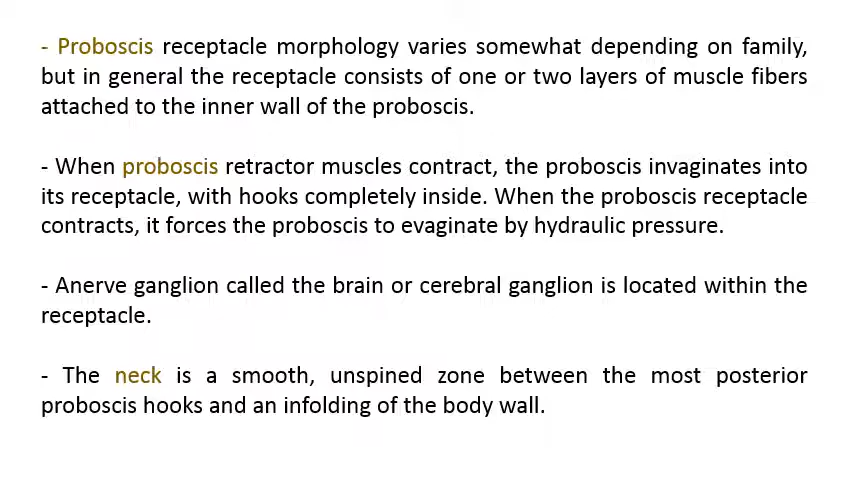 - Proboscis receptacle morphology varies somewhat depending on family,
but in general the receptacle consists of one or two layers of muscle fibers
attached to the inner wall of the proboscis.
- When proboscis retractor muscles contract, the proboscis invaginates into
its receptacle, with hooks completely inside. When the proboscis receptacle
contracts, it forces the proboscis to evaginate by hydraulic pressure.
- Anerve ganglion called the brain or cerebral ganglion is located within the
receptacle.
- The neck is a smooth, unspined zone between the most posterior
proboscis hooks and an infolding of the body wall.